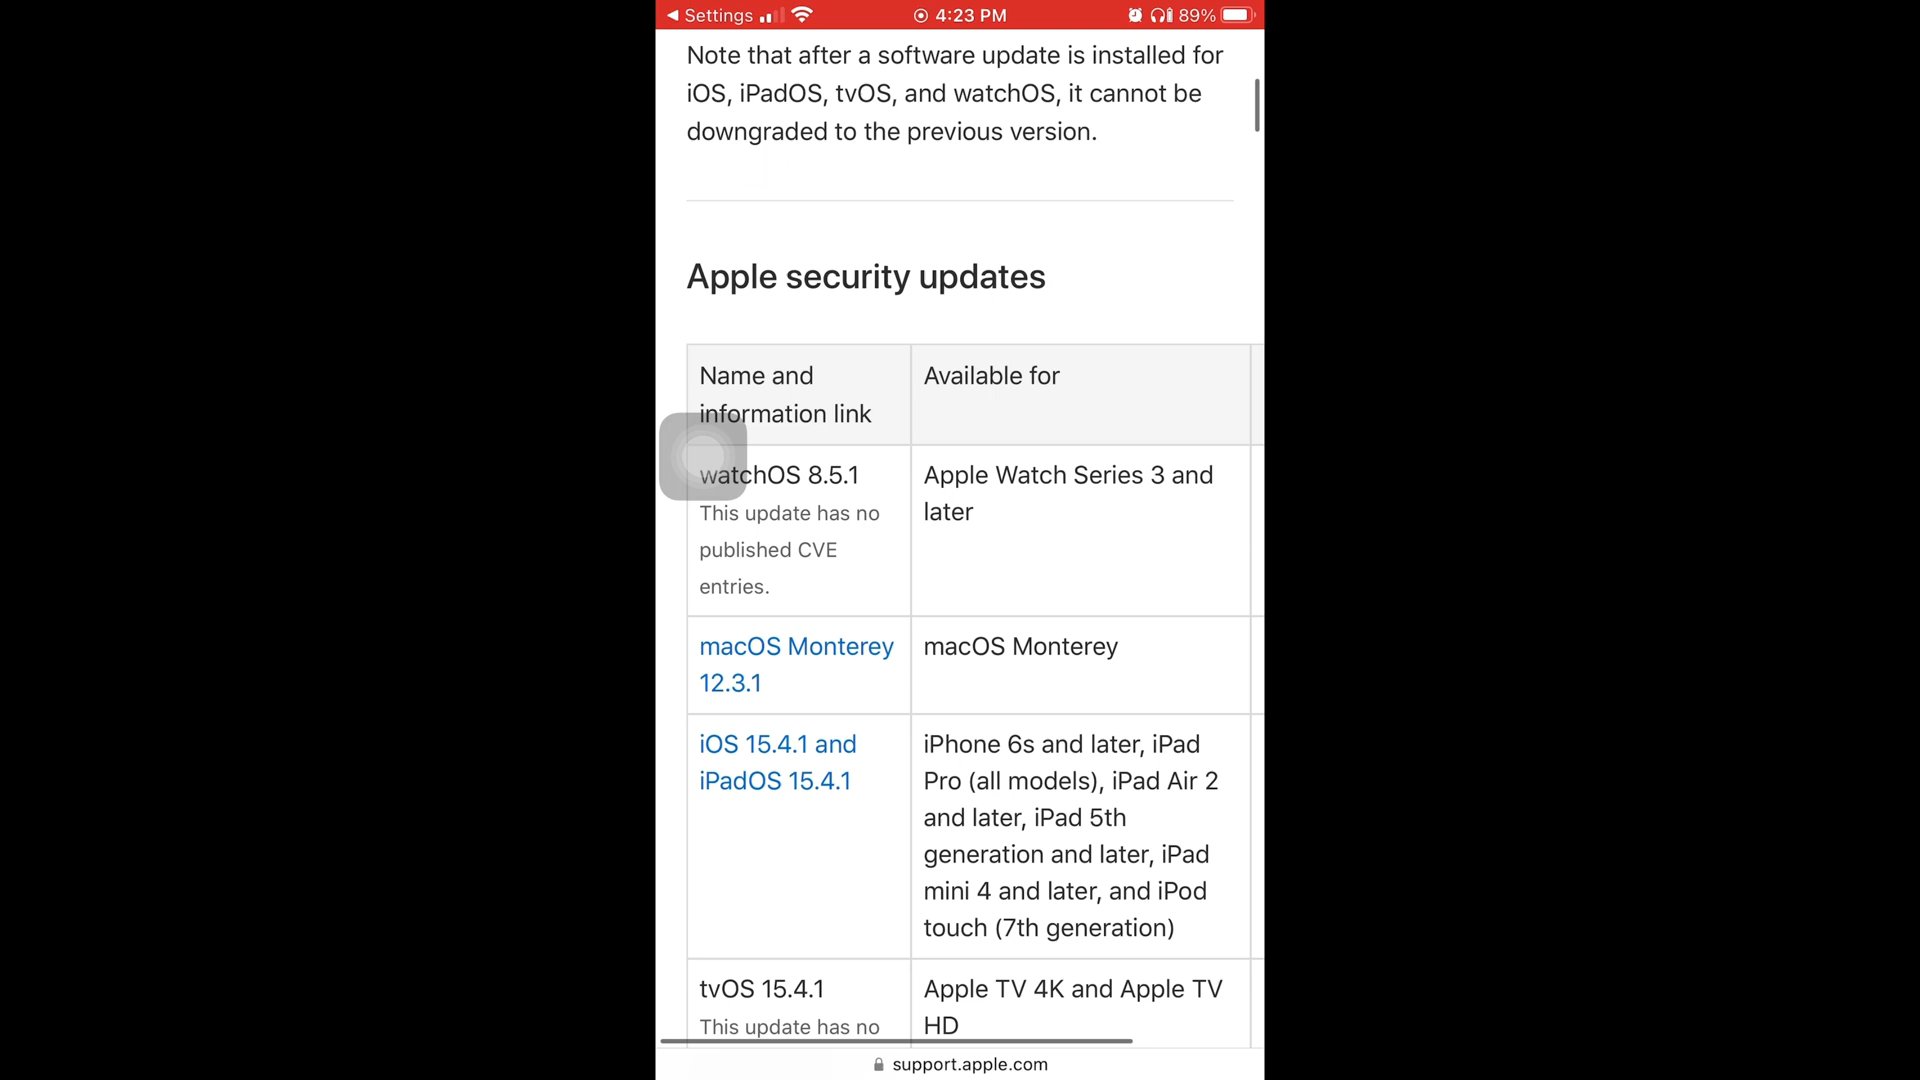 Settings 4:23 PM 89%
Note that after a software update is installed for
iOS, iPadOS, tvOS, and watchOS, it cannot be
downgraded to the previous version.
Apple security updates
Name and
information link
Available for
watchOS 8.5.1
This update has no
published CVE
entries.
Apple Watch Series 3 and
later
macOS Monterey
12.3.1
macOS Monterey
iOS 15.4.1 and
iPadOS 15.4.1
iPhone 6s and later, iPad
Pro (all models), iPad Air 2
and later, iPad 5th
generation and later, iPad
mini 4 and later, and iPod
touch (7th generation)
tvOS 15.4.1
This update has no
Apple TV 4K and Apple TV
HD
support.apple.com